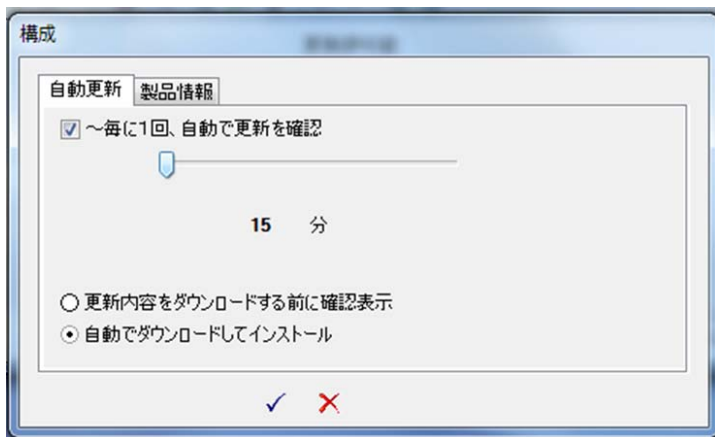 構成
自動更新 製品情報
～毎に1回、自動で更新を確認
15 分
更新内容をダウンロードする前に確認表示
自動でダウンロードしてインストール